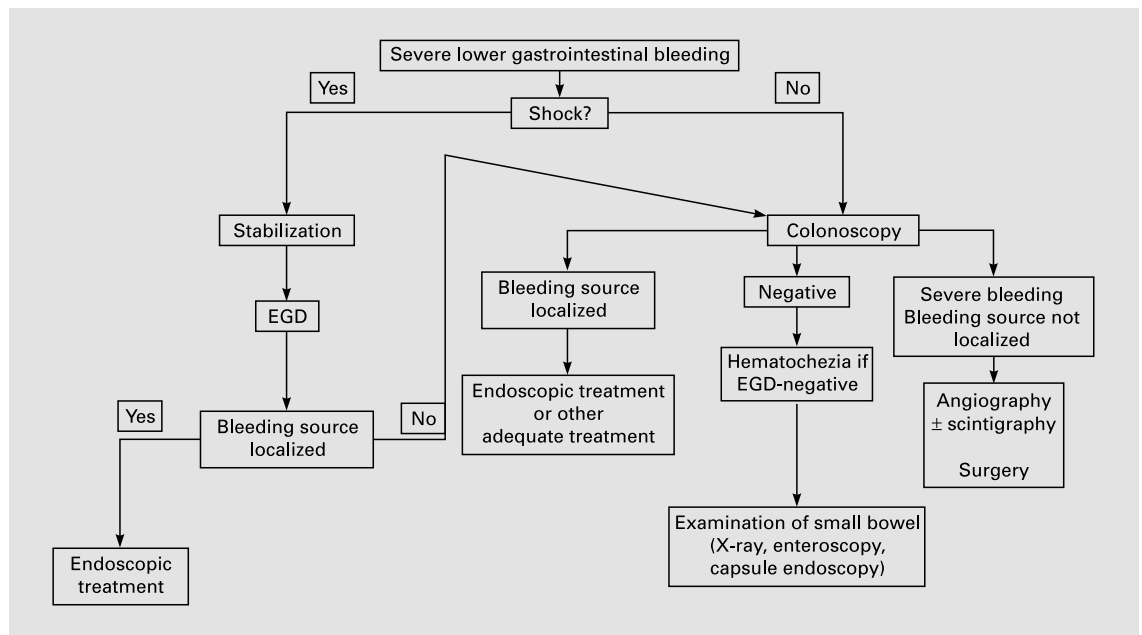 Severe lower gastrointestinal bleeding
Yes
No
Shock?
Stabilization
Colonoscopy
Bleeding source
localized
Negative
Severe bleeding
Bleeding source not
localized
EGD
Hematochezia if
EGD-negative
Endoscopic treatment
or other
adequate treatment
Angiography
± scintigraphy
Surgery
Yes
No
Bleeding source
localized
Examination of small bowel
(X-ray, enteroscopy,
capsule endoscopy)
Endoscopic
treatment